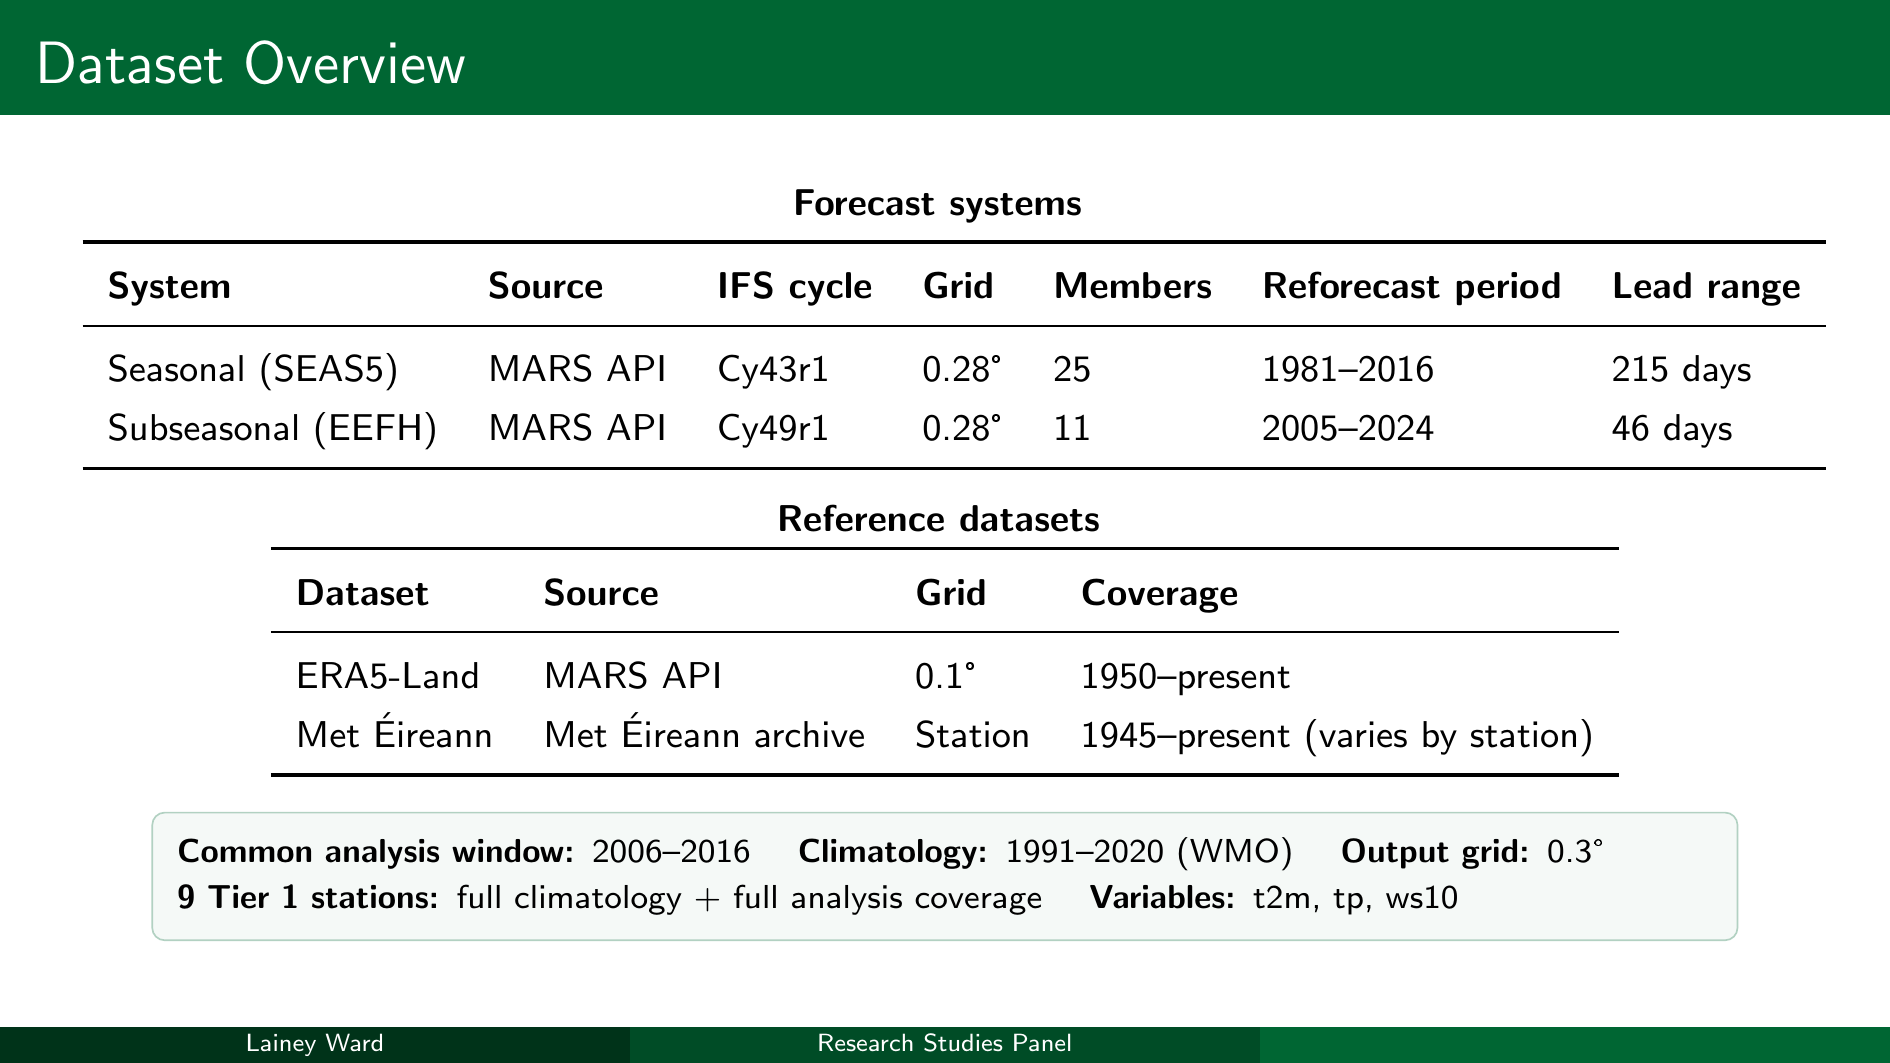 Dataset Overview
Forecast systems
System Source IFS cycle Grid Members Reforecast period Lead range
Seasonal (SEAS5) MARS API Cy43r1 0.28° 25 1981–2016 215 days
Subseasonal (EEFH) MARS API Cy49r1 0.28° 11 2005–2024 46 days
Reference datasets
Dataset Source Grid Coverage
ERA5-Land MARS API 0.1° 1950–present
Met Éireann Met Éireann archive Station 1945–present (varies by station)
Common analysis window: 2006–2016 Climatology: 1991–2020 (WMO) Output grid: 0.3°
9 Tier 1 stations: full climatology + full analysis coverage Variables: t2m, tp, ws10
Lainey Ward Research Studies Panel